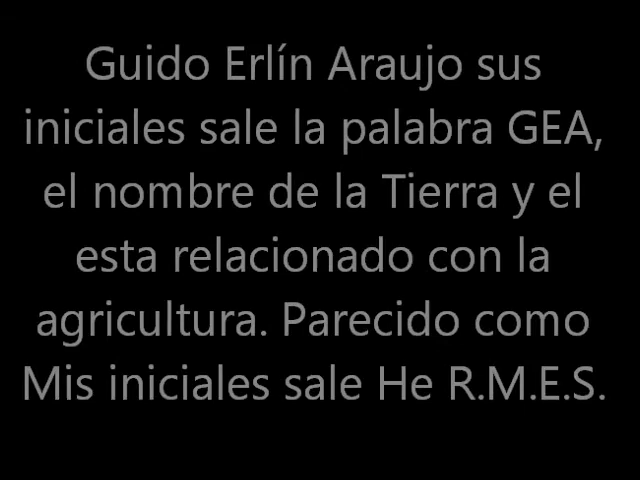 Guido Erlín Araujo sus
iniciales sale la palabra GEA,
el nombre de la Tierra y el
esta relacionado con la
agricultura. Parecido como
Mis iniciales sale He R.M.E.S.